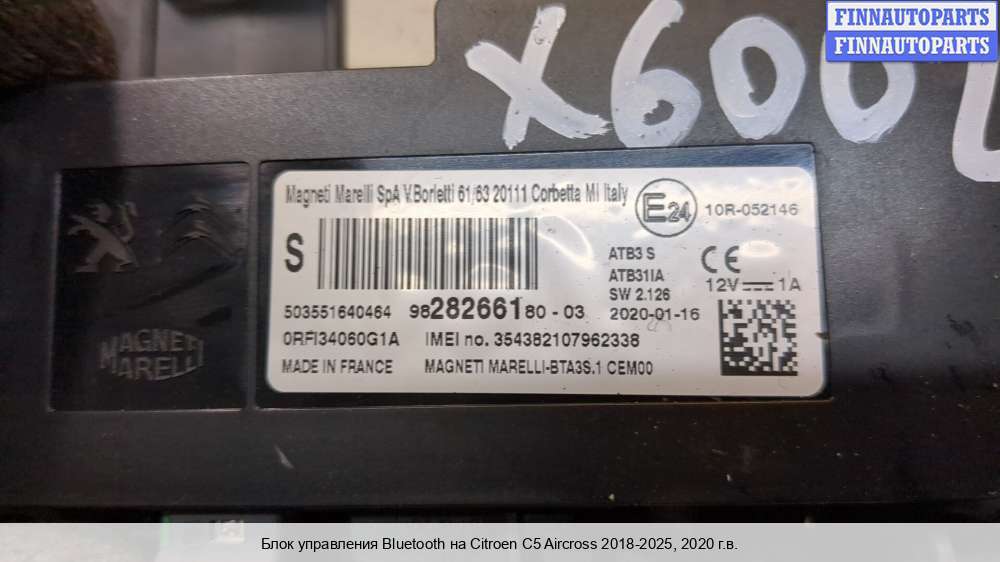 FINNAUTOPARTS
FINNAUTOPARTS
X600
Magneti Marelli SpA V.Borletti 61/63 20111 Corbetta Mi Italy
E24
10R-052146
S
ATB3 S
ATB31IA
SW 2.126
2020-01-16
CE
12V 1A
503551640464
9828266180-03
0RFI34060G1A
IMEI no. 354382107962338
MADE IN FRANCE
MAGNETI MARELLI-BTA3S.1 CEM00
MAGNETI
MARELLI
Блок управления Bluetooth на Citroen C5 Aircross 2018-2025, 2020 г.в.